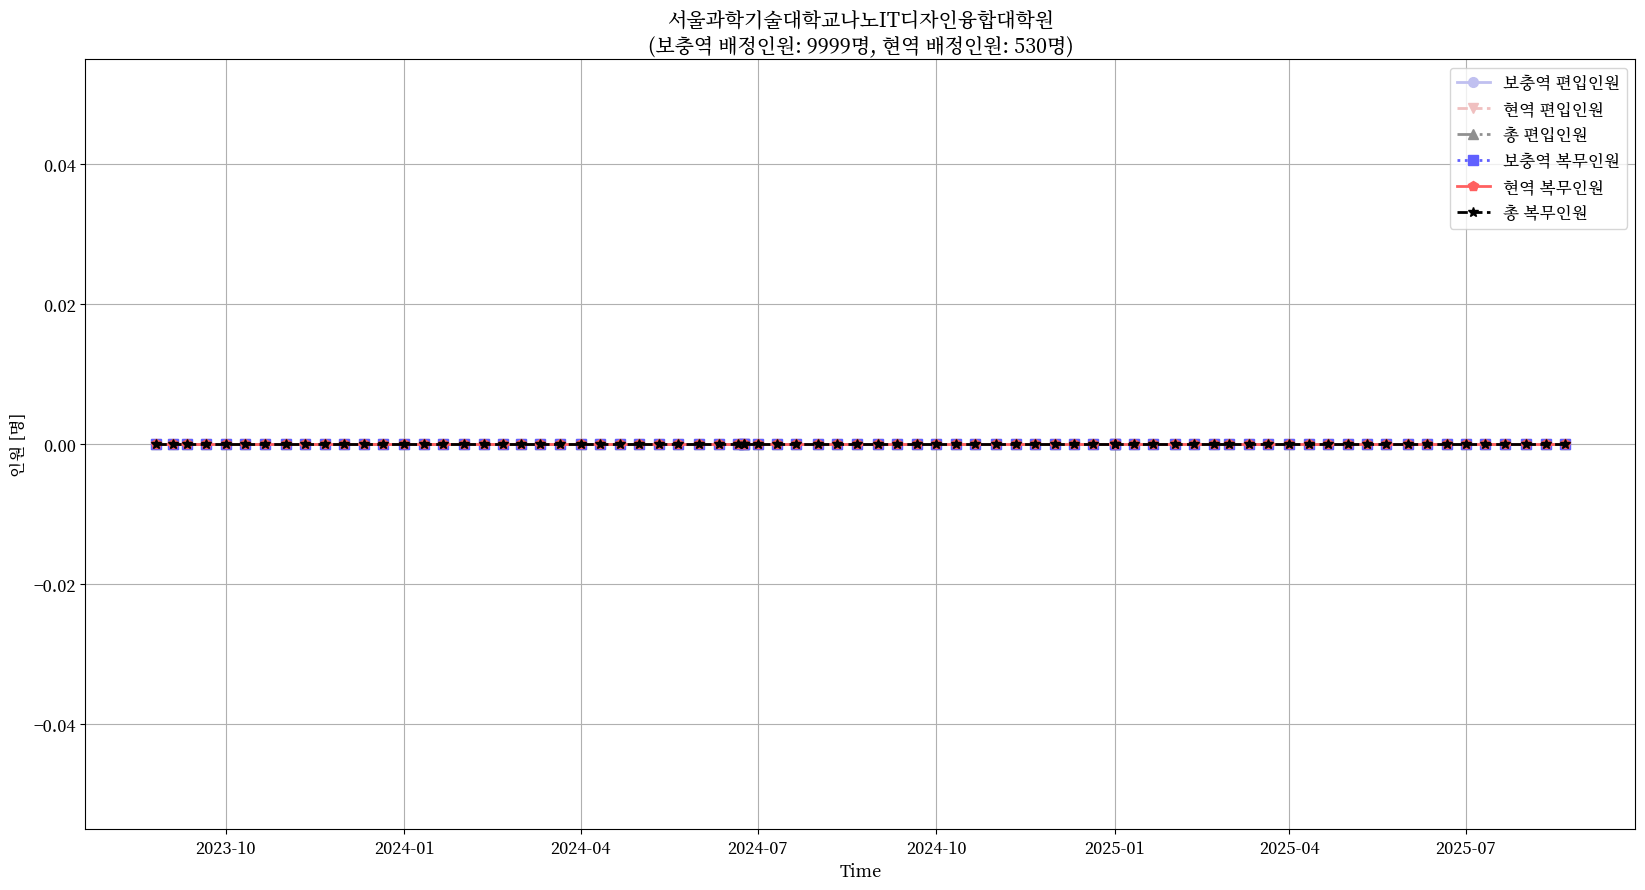 서울과학기술대학교나노IT디자인융합대학원
(보충역 배정인원: 9999명, 현역 배정인원: 530명)
보충역 편입인원
현역 편입인원
총 편입인원
보충역 복무인원
현역 복무인원
총 복무인원
인원 [명]
0.04
0.02
0.00
−0.02
−0.04
2023-10
2024-01
2024-04
2024-07
2024-10
2025-01
2025-04
2025-07
Time